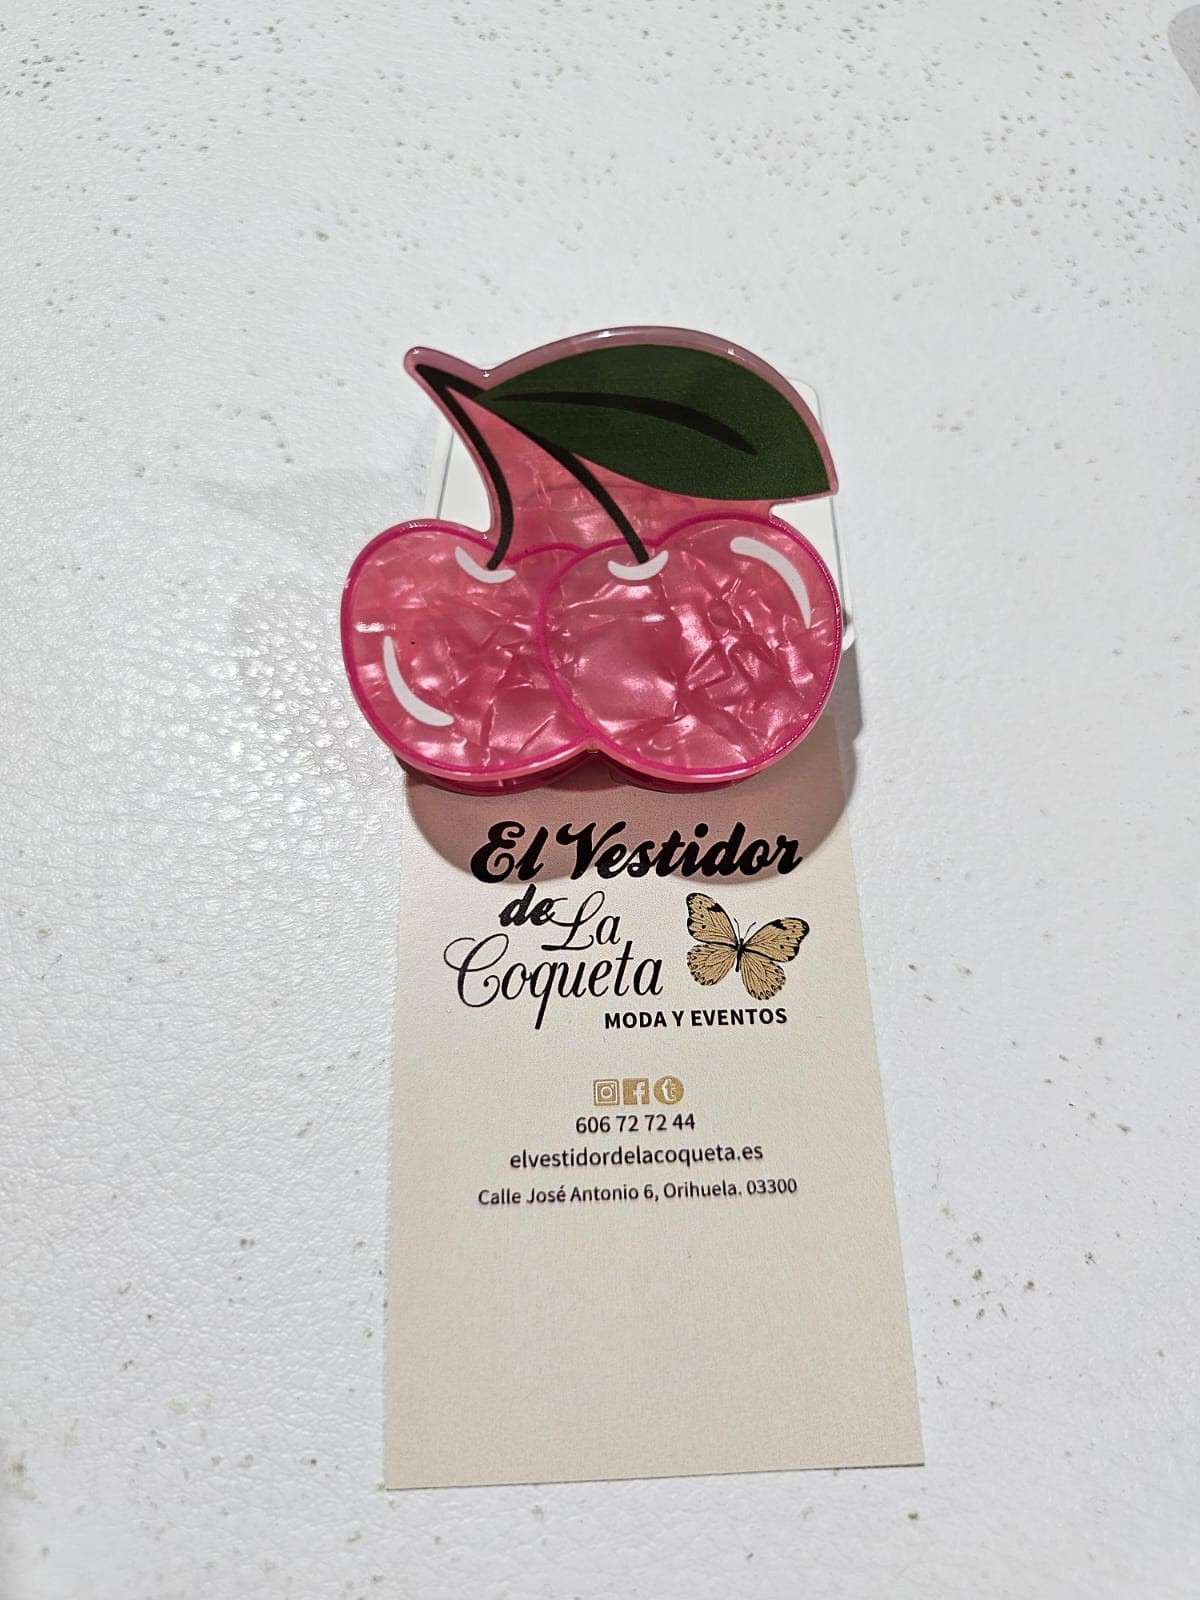 El Vestidor
de La
Coqueta
MODA Y EVENTOS
606 72 72 44
elvestidordelacoqueta.es
Calle José Antonio 6, Orihuela. 03300